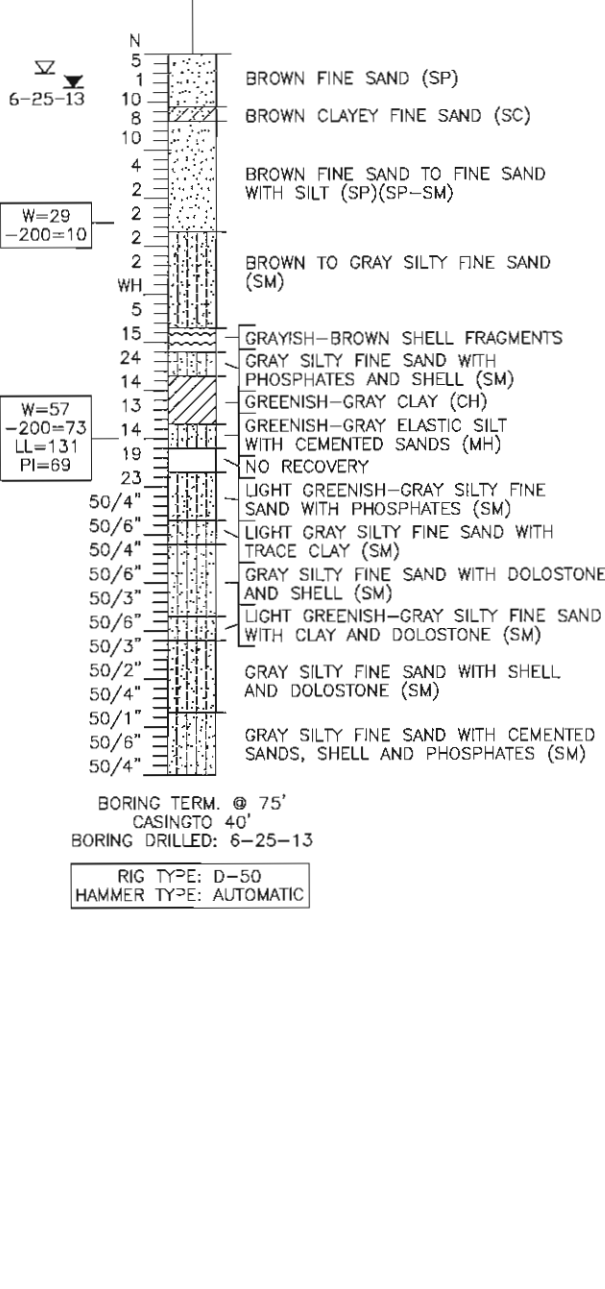 N
5
1
10
8
10
4
2
2
2
2
WH
5
15
24
14
13
14
19
23
50/4"
50/6"
50/4"
50/6"
50/3"
50/6"
50/3"
50/2"
50/4"
50/1"
50/6"
50/4"
6-25-13
W=29
-200=10
W=57
-200=73
LL=131
PI=69
BROWN FINE SAND (SP)
BROWN CLAYEY FINE SAND (SC)
BROWN FINE SAND TO FINE SAND
WITH SILT (SP)(SP-SM)
BROWN TO GRAY SILTY FINE SAND
(SM)
GRAYISH-BROWN SHELL FRAGMENTS
GRAY SILTY FINE SAND WITH
PHOSPHATES AND SHELL (SM)
GREENISH-GRAY CLAY (CH)
GREENISH-GRAY ELASTIC SILT
WITH CEMENTED SANDS (MH)
NO RECOVERY
LIGHT GREENISH-GRAY SILTY FINE
SAND WITH PHOSPHATES (SM)
LIGHT GRAY SILTY FINE SAND WITH
TRACE CLAY (SM)
GRAY SILTY FINE SAND WITH DOLOSTONE
AND SHELL (SM)
LIGHT GREENISH-GRAY SILTY FINE SAND
WITH CLAY AND DOLOSTONE (SM)
GRAY SILTY FINE SAND WITH SHELL
AND DOLOSTONE (SM)
GRAY SILTY FINE SAND WITH CEMENTED
SANDS, SHELL AND PHOSPHATES (SM)
BORING TERM. @ 75'
CASINGTO 40'
BORING DRILLED: 6-25-13
RIG TYPE: D-50
HAMMER TYPE: AUTOMATIC